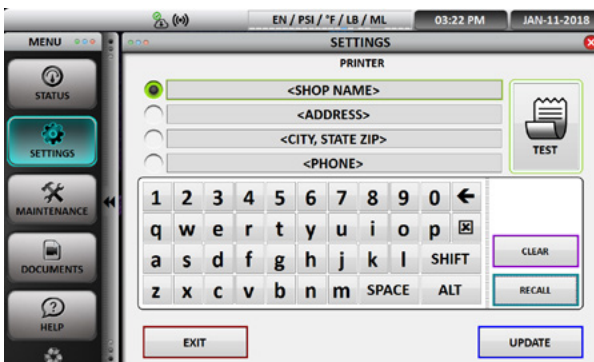 EN / PSI / °F / LB / ML 03:22 PM JAN-11-2018
MENU SETTINGS
PRINTER
STATUS
SETTINGS
MAINTENANCE
DOCUMENTS
HELP
<SHOP NAME>
<ADDRESS>
<CITY, STATE ZIP>
<PHONE>
TEST
1 2 3 4 5 6 7 8 9 0
q w e r t y u i o p
a s d f g h j k l SHIFT
z x c v b n m SPACE ALT
CLEAR
RECALL
EXIT UPDATE